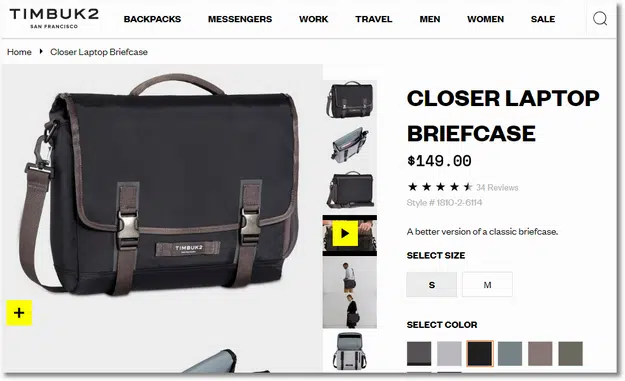 TIMBUK2
SAN FRANCISCO
BACKPACKS MESSENGERS WORK TRAVEL MEN WOMEN SALE
Home Closer Laptop Briefcase
TIMBUK2
CLOSER LAPTOP
BRIEFCASE
$149.00
34 Reviews
Style # 1810-2-6114
A better version of a classic briefcase.
SELECT SIZE
S M
SELECT COLOR